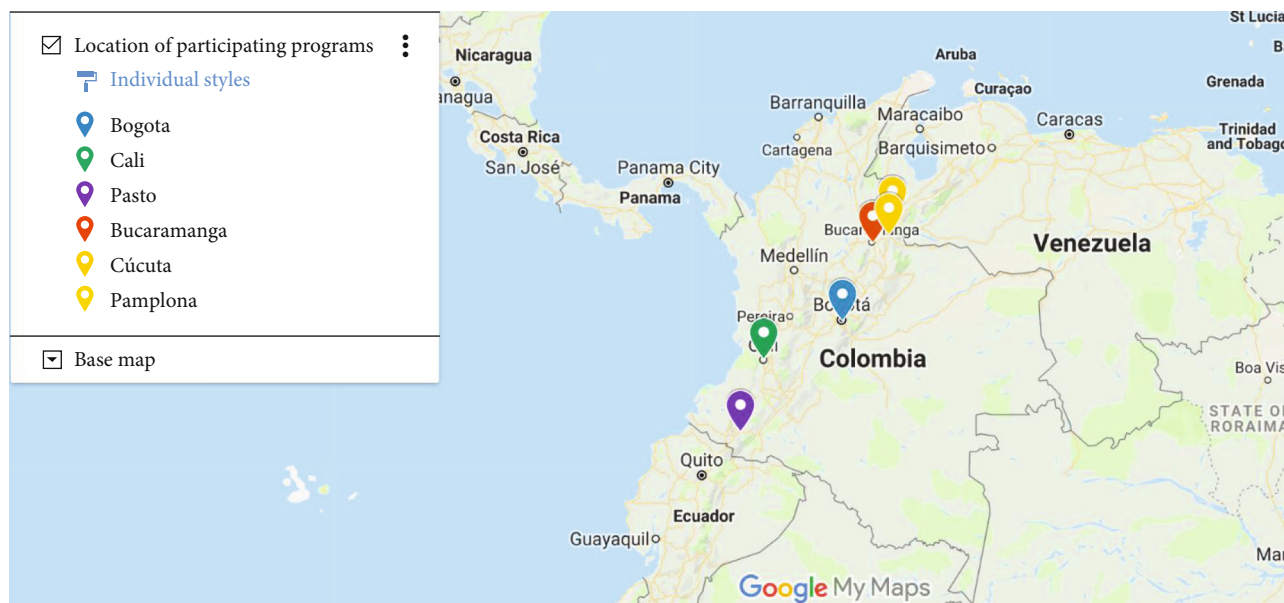 Location of participating programs
Individual styles
Bogota
Cali
Pasto
Bucaramanga
Cúcuta
Pamplona
Base map
St Lucia
Nicaragua
Aruba
Grenada
Curaçao
anagua
Barranquilla
Maracaibo
Caracas
Costa Rica
Cartagena
Barquisimeto
Trinidad
and Tobago
San José
Panama City
Panama
Venezuela
Medellín
Pereira
Colombia
Boa Vis
STATE OF
RORAIMA
Quito
Ecuador
Guayaquil
Google My Maps